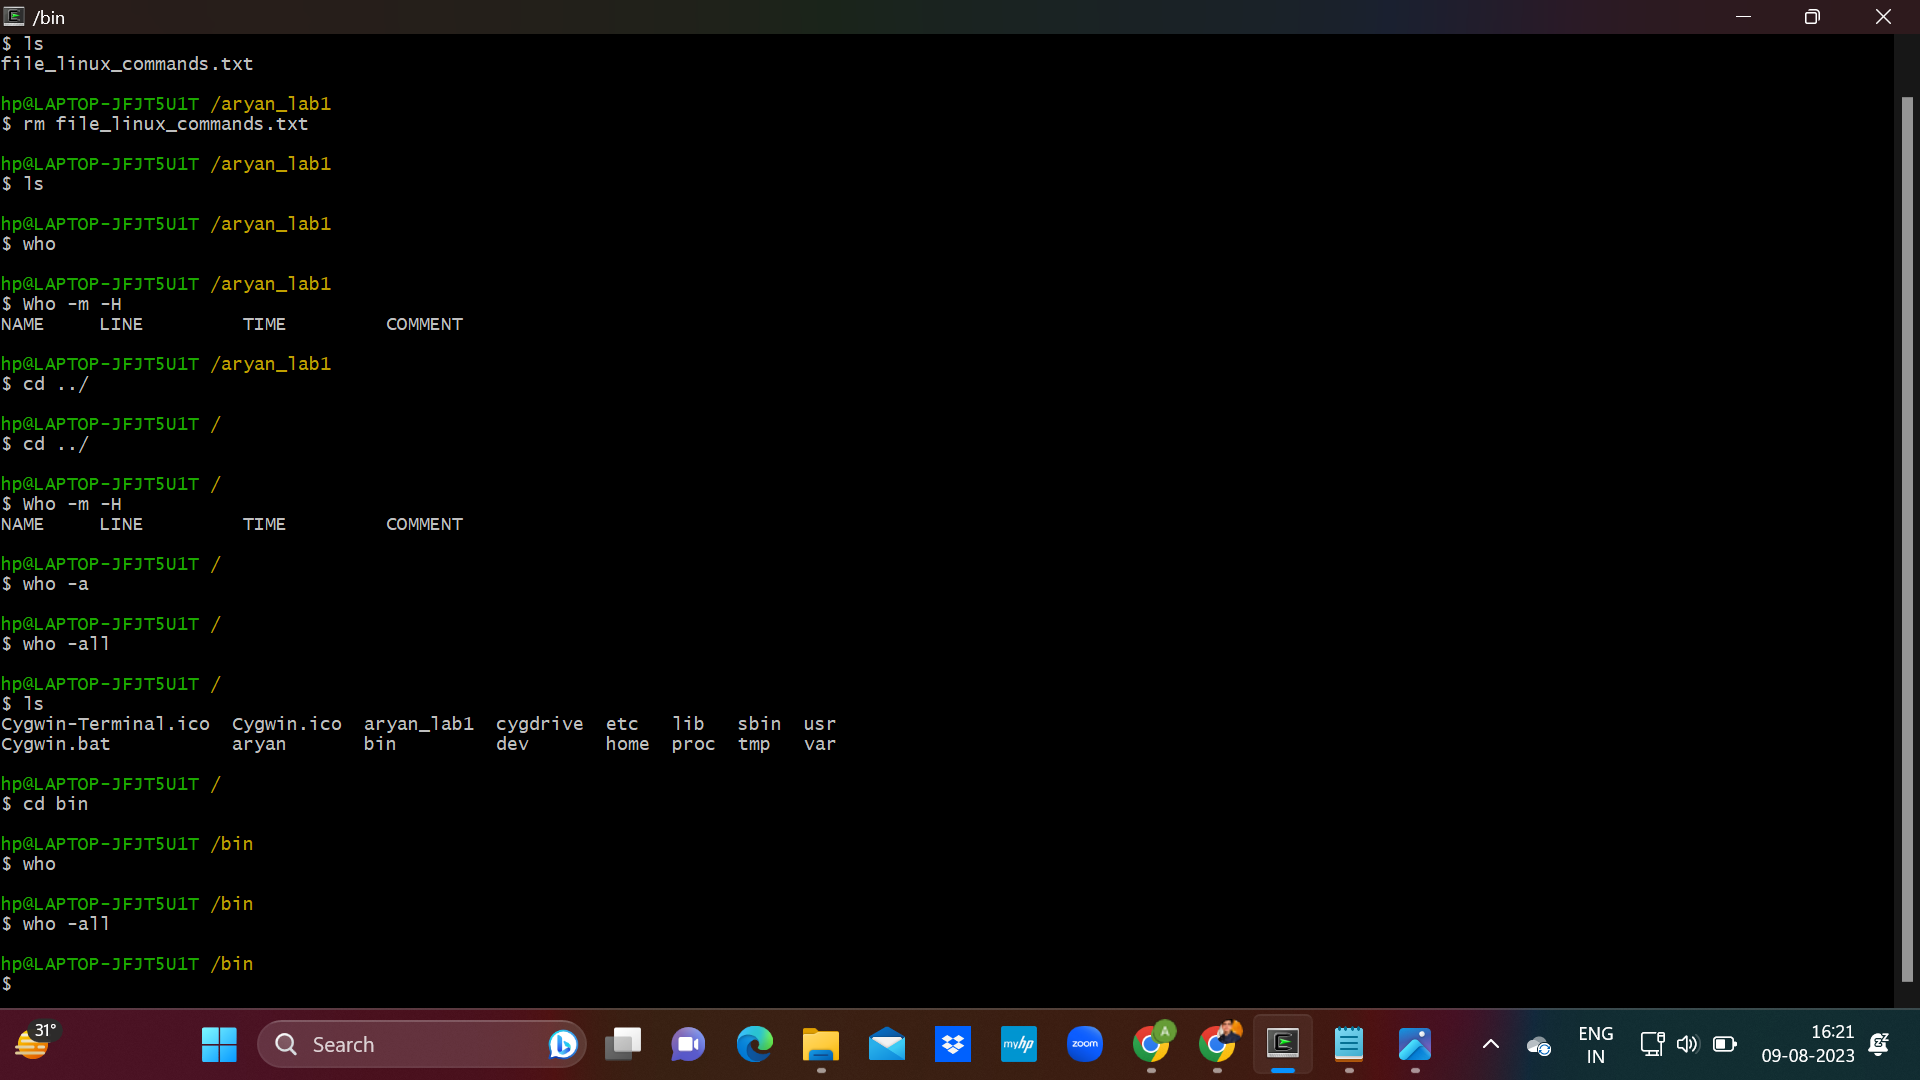 /bin
$ ls
file_linux_commands.txt
hp@LAPTOP-JFJT5U1T /aryan_lab1
$ rm file_linux_commands.txt
hp@LAPTOP-JFJT5U1T /aryan_lab1
$ ls
hp@LAPTOP-JFJT5U1T /aryan_lab1
$ who
hp@LAPTOP-JFJT5U1T /aryan_lab1
$ Who -m -H
NAME     LINE         TIME         COMMENT
hp@LAPTOP-JFJT5U1T /aryan_lab1
$ cd ../
hp@LAPTOP-JFJT5U1T /
$ cd ../
hp@LAPTOP-JFJT5U1T /
$ Who -m -H
NAME     LINE         TIME         COMMENT
hp@LAPTOP-JFJT5U1T /
$ who -a
hp@LAPTOP-JFJT5U1T /
$ who -all
hp@LAPTOP-JFJT5U1T /
$ ls
Cygwin-Terminal.ico  Cygwin.ico  aryan_lab1  cygdrive  etc   lib   sbin  usr
Cygwin.bat           aryan       bin         dev       home  proc  tmp   var
hp@LAPTOP-JFJT5U1T /
$ cd bin
hp@LAPTOP-JFJT5U1T /bin
$ who
hp@LAPTOP-JFJT5U1T /bin
$ who -all
hp@LAPTOP-JFJT5U1T /bin
$
31°
Search
myhp
zoom
A
ENG
IN
16:21
09-08-2023